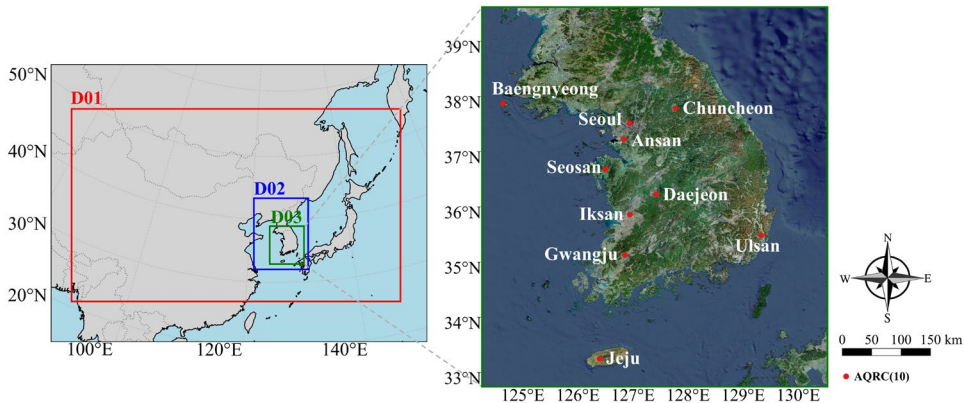 50°N
40°N
30°N
20°N
100°E
120°E
140°E
D01
D02
D03
39°N
38°N
37°N
36°N
35°N
34°N
33°N
125°E
126°E
127°E
128°E
129°E
130°E
Baengnyeong
Chuncheon
Seoul
Ansan
Seosan
Daejeon
Iksan
Ulsan
Gwangju
Jeju
N
W
E
S
0 50 100 150 km
AQRC(10)